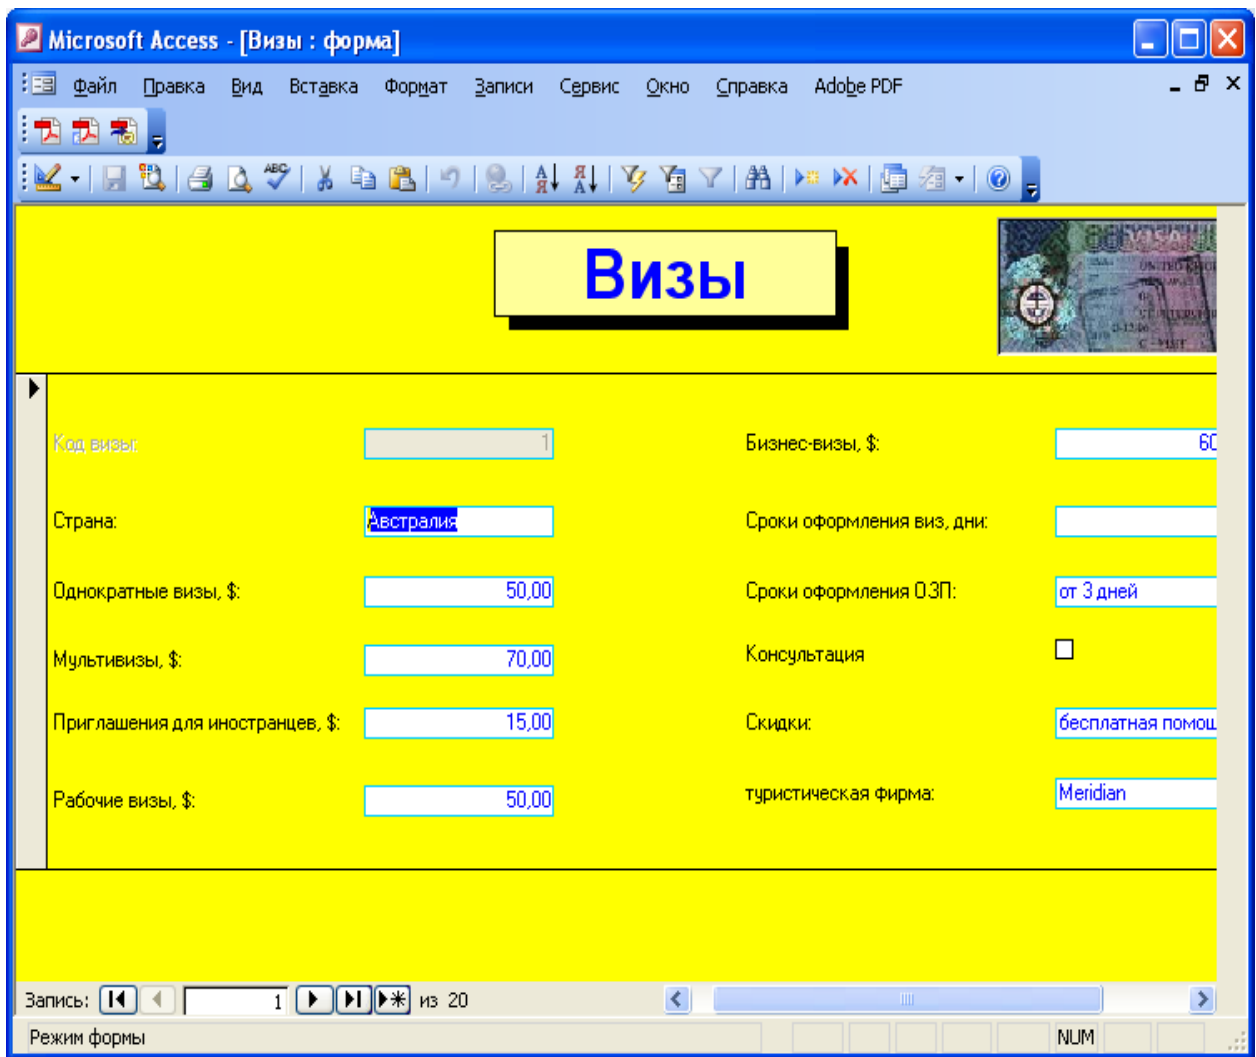 Microsoft Access - [Визы : форма]
Файл Правка Вид Вставка Формат Записи Сервис Окно Справка Adobe PDF
Визы
VISA
UNITED
Код визы: 1
Бизнес-визы, $: 60
Страна: Австралия
Сроки оформления виз, дни:
Однократные визы, $: 50,00
Сроки оформления ОЗП: от 3 дней
Мультивизы, $: 70,00
Консультация
Приглашения для иностранцев, $: 15,00
Скидки: бесплатная помощ
Рабочие визы, $: 50,00
туристическая фирма: Meridian
Запись: 1 из 20
Режим формы NUM